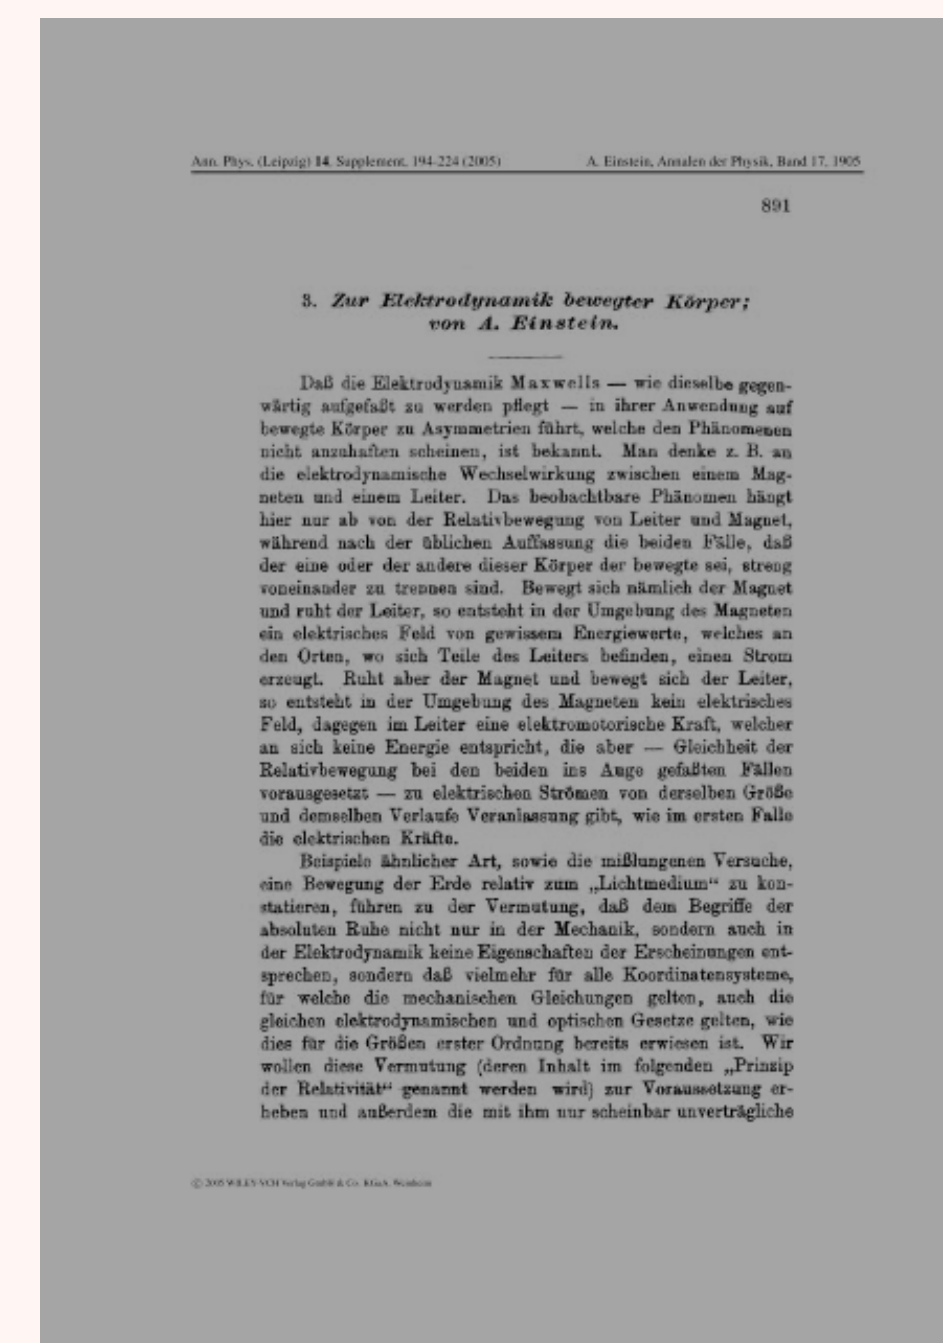 Ann. Phys. (Leipzig) 14, Supplement, 194-224 (2005) A. Einstein, Annalen der Physik, Band 17, 1905
891
3. Zur Elektrodynamik bewegter Körper;
von A. Einstein.
Daß die Elektrodynamik Maxwells — wie dieselbe gegen-
wärtig aufgefaßt zu werden pflegt — in ihrer Anwendung auf
bewegte Körper zu Asymmetrien führt, welche den Phänomenen
nicht anzuhaften scheinen, ist bekannt. Man denke z. B. an
die elektrodynamische Wechselwirkung zwischen einem Mag-
neten und einem Leiter. Das beobachtbare Phänomen hängt
hier nur ab von der Relativbewegung von Leiter und Magnet,
während nach der üblichen Auffassung die beiden Fälle, daß
der eine oder der andere dieser Körper der bewegte sei, streng
voneinander zu trennen sind. Bewegt sich nämlich der Magnet
und ruht der Leiter, so entsteht in der Umgebung des Magneten
ein elektrisches Feld von gewissem Energiewerte, welches an
den Orten, wo sich Teile des Leiters befinden, einen Strom
erzeugt. Ruht aber der Magnet und bewegt sich der Leiter,
so entsteht in der Umgebung des Magneten kein elektrisches
Feld, dagegen im Leiter eine elektromotorische Kraft, welcher
an sich keine Energie entspricht, die aber — Gleichheit der
Relativbewegung bei den beiden ins Auge gefaßten Fällen
vorausgesetzt — zu elektrischen Strömen von derselben Größe
und demselben Verlaufe Veranlassung gibt, wie im ersten Falle
die elektrischen Kräfte.
Beispiele ähnlicher Art, sowie die mißlungenen Versuche,
eine Bewegung der Erde relativ zum „Lichtmedium“ zu kon-
statieren, führen zu der Vermutung, daß dem Begriffe der
absoluten Ruhe nicht nur in der Mechanik, sondern auch in
der Elektrodynamik keine Eigenschaften der Erscheinungen ent-
sprechen, sondern daß vielmehr für alle Koordinatensysteme,
für welche die mechanischen Gleichungen gelten, auch die
gleichen elektrodynamischen und optischen Gesetze gelten, wie
dies für die Größen erster Ordnung bereits erwiesen ist. Wir
wollen diese Vermutung (deren Inhalt im folgenden „Prinzip
der Relativität“ genannt werden wird) zur Voraussetzung er-
heben und außerdem die mit ihm nur scheinbar unverträgliche
© 2005 WILEY-VCH Verlag GmbH & Co. KGaA, Weinheim